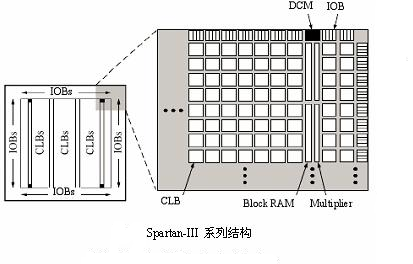 DCM
IOB
IOBs
IOBs
CLBs
CLBs
CLBs
IOBs
IOBs
CLB
Block RAM
Multiplier
Spartan-III 系列结构